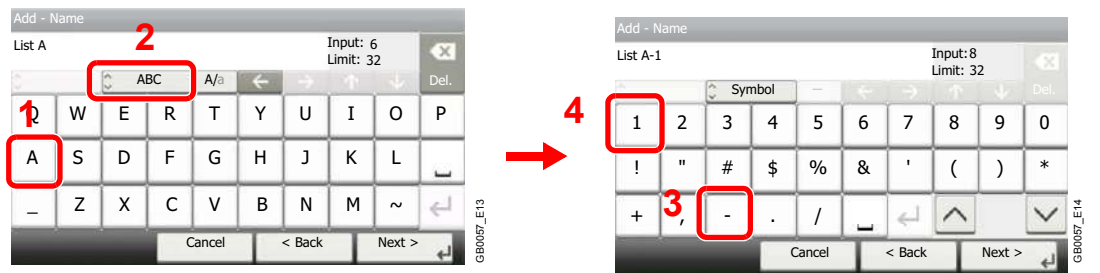 Add - Name
List A
2
Input: 6
Limit: 32
ABC
A/a
Del.
1
Q W E R T Y U I O P
A S D F G H J K L
_ Z X C V B N M ~
Cancel
< Back
Next >
GB0057_E13
Add - Name
List A-1
Input: 8
Limit: 32
Symbol
Del.
4
1 2 3 4 5 6 7 8 9 0
! " # $ % & ' ( ) *
3
+ , - . /
Cancel
< Back
Next >
GB0057_E14